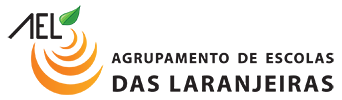 AEL
AGRUPAMENTO DE ESCOLAS
DAS LARANJEIRAS